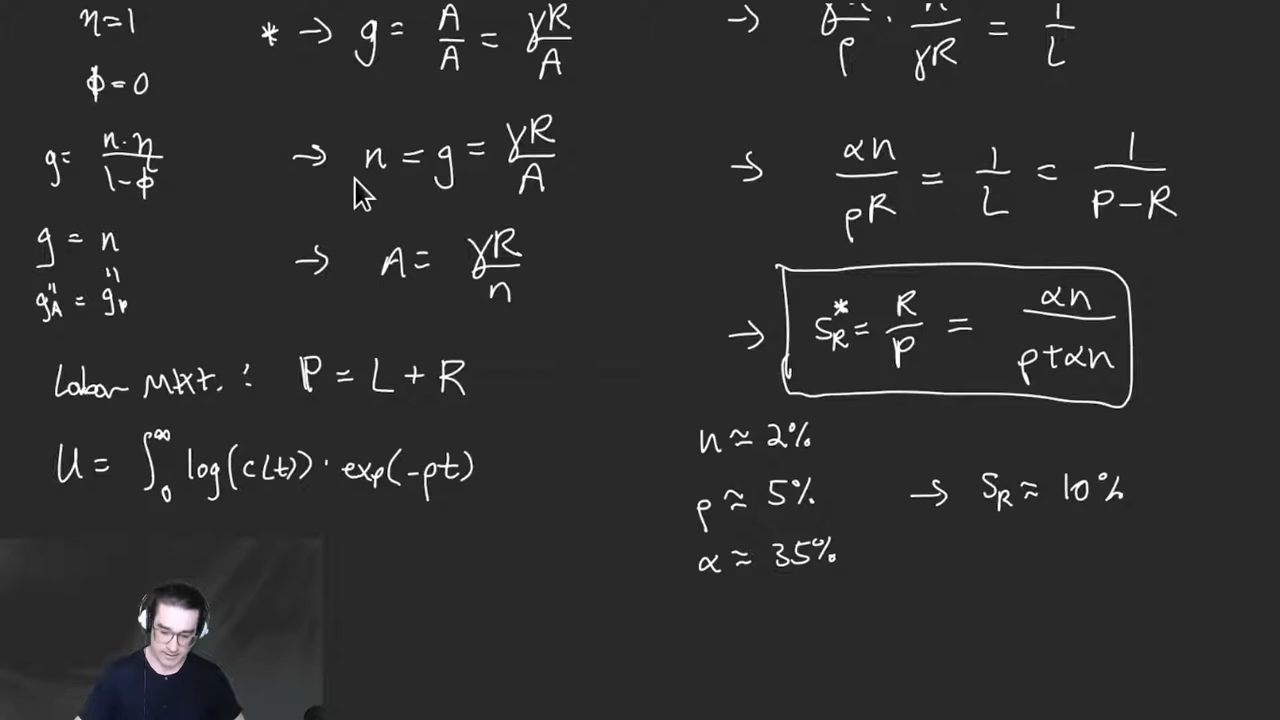 η=1
ϕ=0
g= n·η / 1-ϕ
g = n
g_A = g_P
* → g= Ȧ/A = γR/A
→ n = g = γR/A
→ A= γR/n
Labor Mkt. : P = L + R
U = ∫₀^∞ log(c(t)) · exp(-ρt)
= 1/L
→ αn/ρR = 1/L = 1/P-R
→ S_R^* = R/P = αn/ρ+αn
n ≈ 2%
ρ ≈ 5% → S_R ≈ 10%
α ≈ 35%